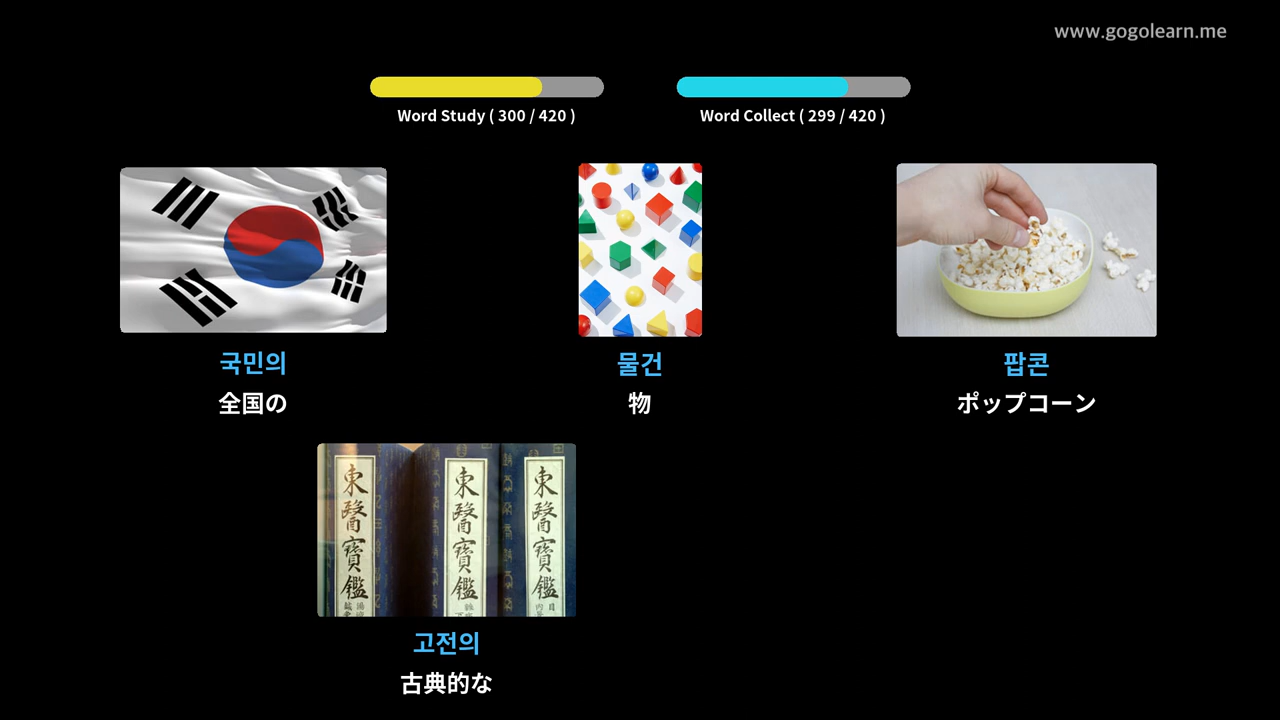 www.gogolearn.me
Word Study ( 300 / 420 )
Word Collect ( 299 / 420 )
국민의
全国の
물건
物
팝콘
ポップコーン
東醫寶鑑
東醫寶鑑
東醫寶鑑
고전의
古典的な